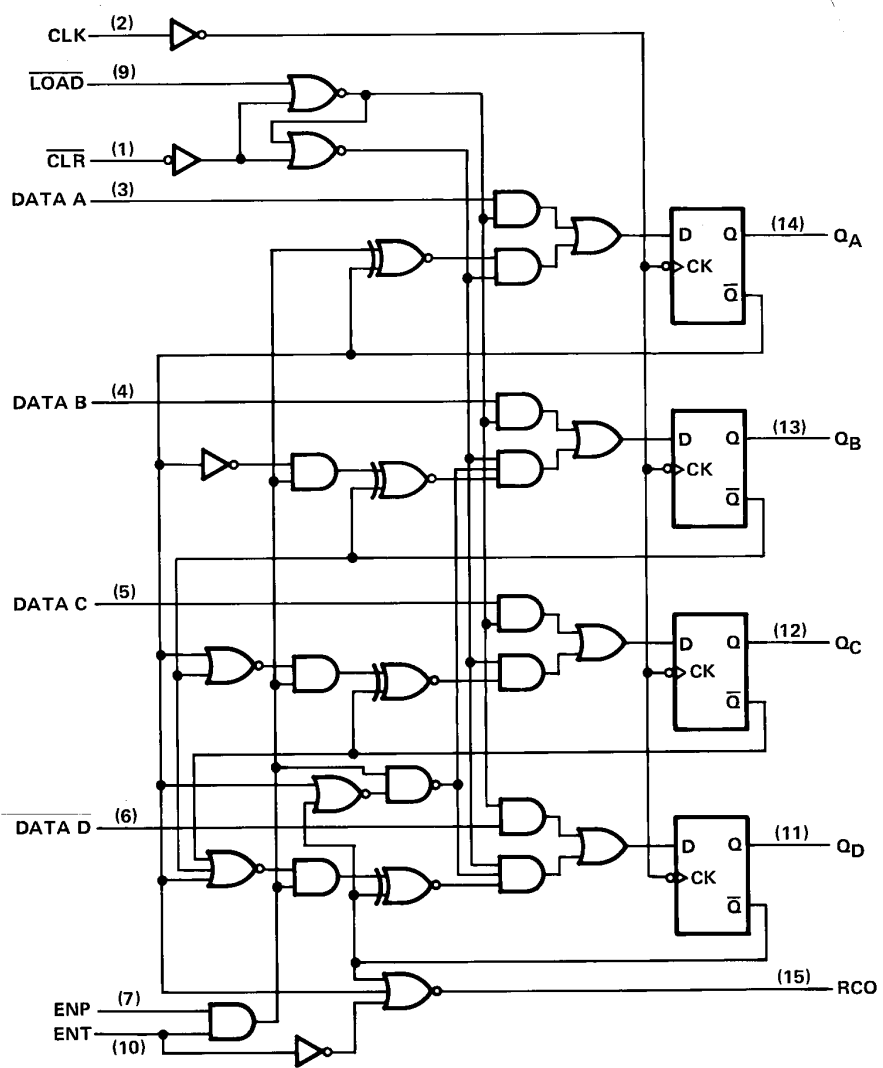 CLK (2)
LOAD (9)
CLR (1)
DATA A (3)
D Q (14) QA
CK
Q
DATA B (4)
D Q (13) QB
CK
Q
DATA C (5)
D Q (12) QC
CK
Q
DATA D (6)
D Q (11) QD
CK
Q
(15) RCO
ENP (7)
ENT
(10)